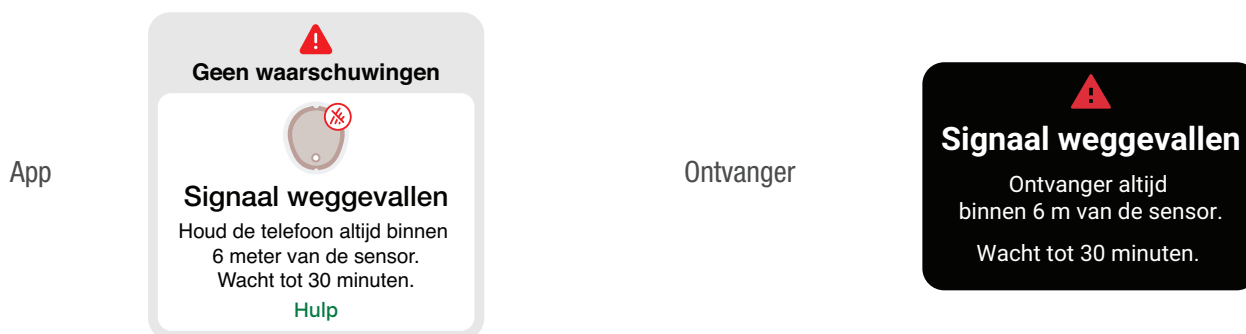 App
Geen waarschuwingen
Signaal weggevallen
Houd de telefoon altijd binnen
6 meter van de sensor.
Wacht tot 30 minuten.
Hulp
Ontvanger
Signaal weggevallen
Ontvanger altijd
binnen 6 m van de sensor.
Wacht tot 30 minuten.